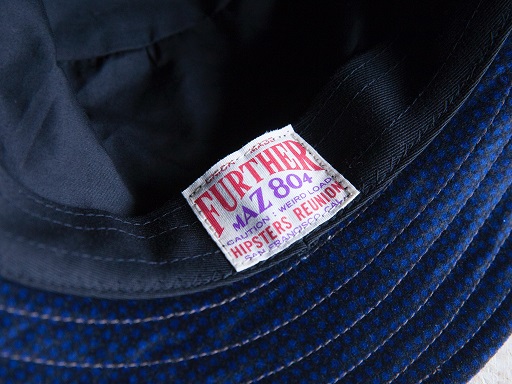 FURTHER
MAZ 804
CAUTION: WEIRD LOAD
HIPSTERS REUNION
SAN FRANCISCO, CAL.